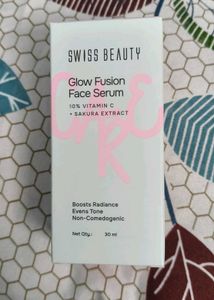 SWISS BEAUTY
Glow Fusion
Face Serum
10% VITAMIN C
+ SAKURA EXTRACT
CARE
Boosts Radiance
Evens Tone
Non-Comedogenic
Net Qty.: 30 ml